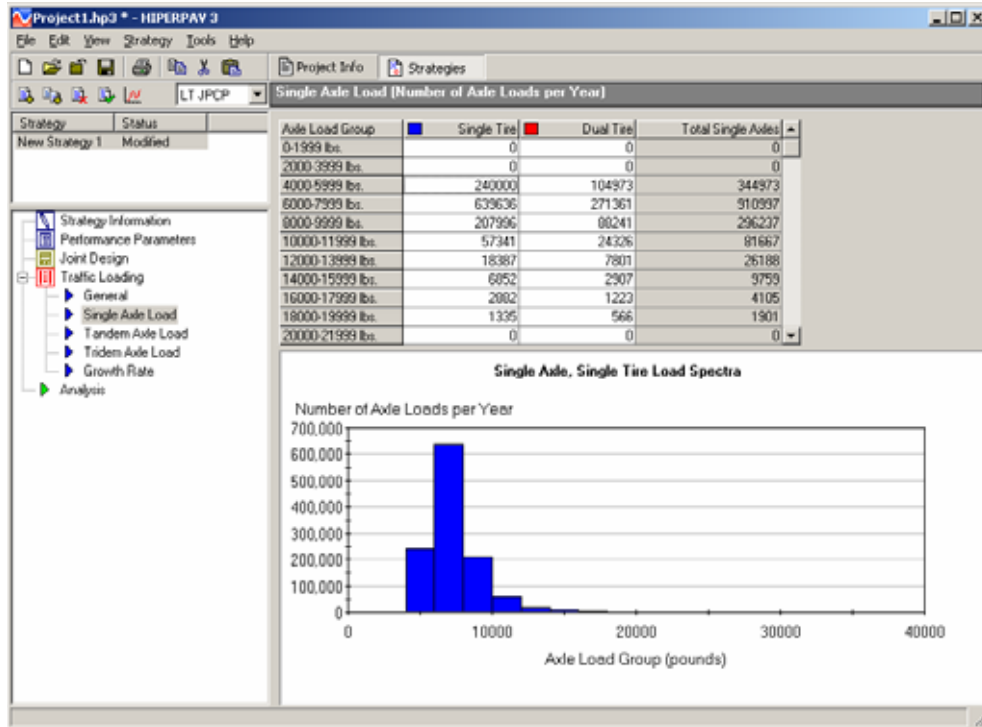 Project1.hp3 * - HIPERPAV 3
File Edit View Strategy Tools Help
Project Info Strategies
LT JPCP
Single Axle Load (Number of Axle Loads per Year)
Strategy Status
New Strategy 1 Modified
Axle Load Group Single Tire Dual Tire Total Single Axles
0-1999 lbs. 0 0 0
2000-3999 lbs. 0 0 0
4000-5999 lbs. 240000 104973 344973
6000-7999 lbs. 639636 271361 910997
8000-9999 lbs. 207996 88241 296237
10000-11999 lbs. 57341 24326 81667
12000-13999 lbs. 18387 7801 26188
14000-15999 lbs. 6852 2907 9759
16000-17999 lbs. 2882 1223 4105
18000-19999 lbs. 1335 566 1901
20000-21999 lbs. 0 0 0
Strategy Information
Performance Parameters
Joint Design
Traffic Loading
General
Single Axle Load
Tandem Axle Load
Tridem Axle Load
Growth Rate
Analysis
Single Axle, Single Tire Load Spectra
Number of Axle Loads per Year
700,000
600,000
500,000
400,000
300,000
200,000
100,000
0
0 10000 20000 30000 40000
Axle Load Group (pounds)